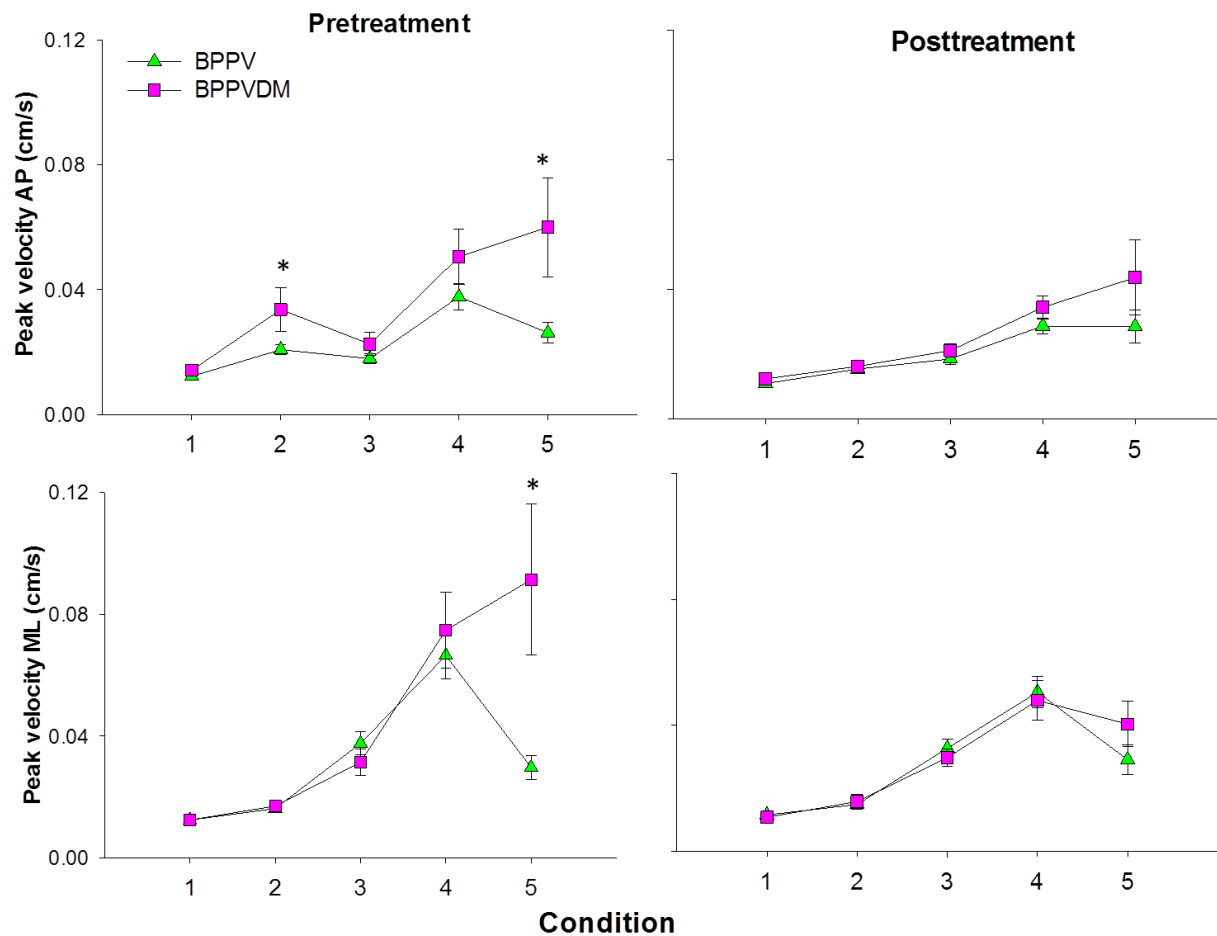 Pretreatment
Posttreatment
0.12
BPPV
BPPVDM
Peak velocity AP (cm/s)
*
*
0.08
0.04
0.00
1 2 3 4 5
1 2 3 4 5
0.12
*
Peak velocity ML (cm/s)
0.08
0.04
0.00
1 2 3 4 5
1 2 3 4 5
Condition